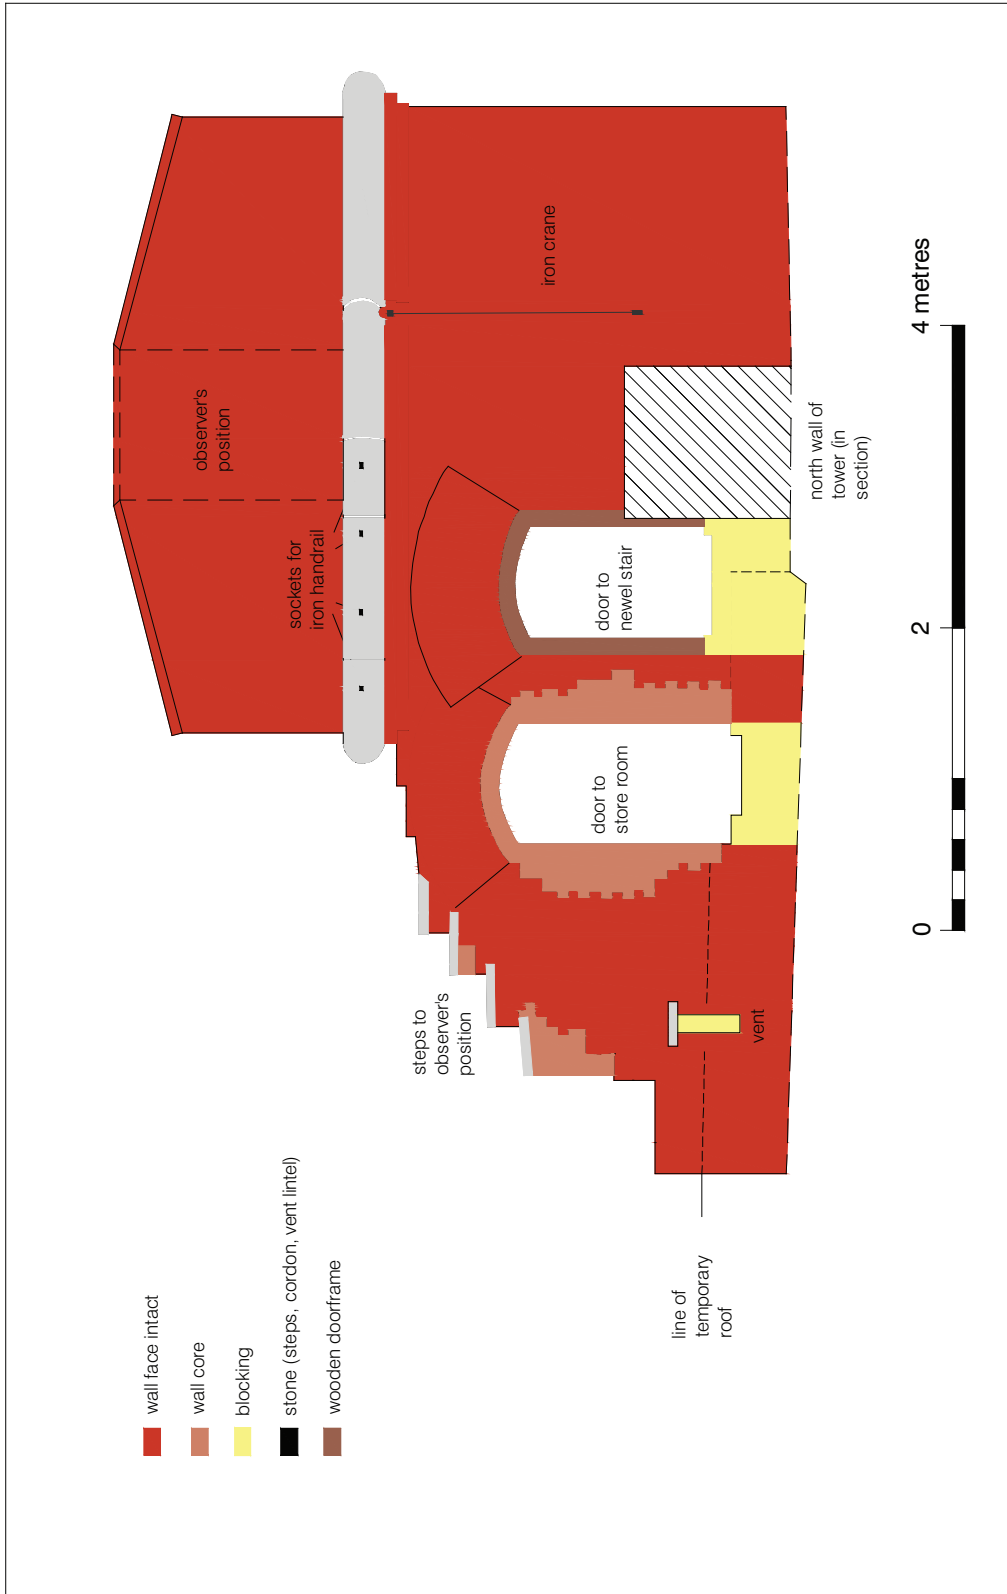 observer's
position
iron crane
sockets for
iron handrail
door to
newel stair
north wall of
tower (in
section)
door to
store room
steps to
observer's
position
vent
line of
temporary
roof
0
2
4 metres
wall face intact
wall core
blocking
stone (steps, cordon, vent lintel)
wooden doorframe